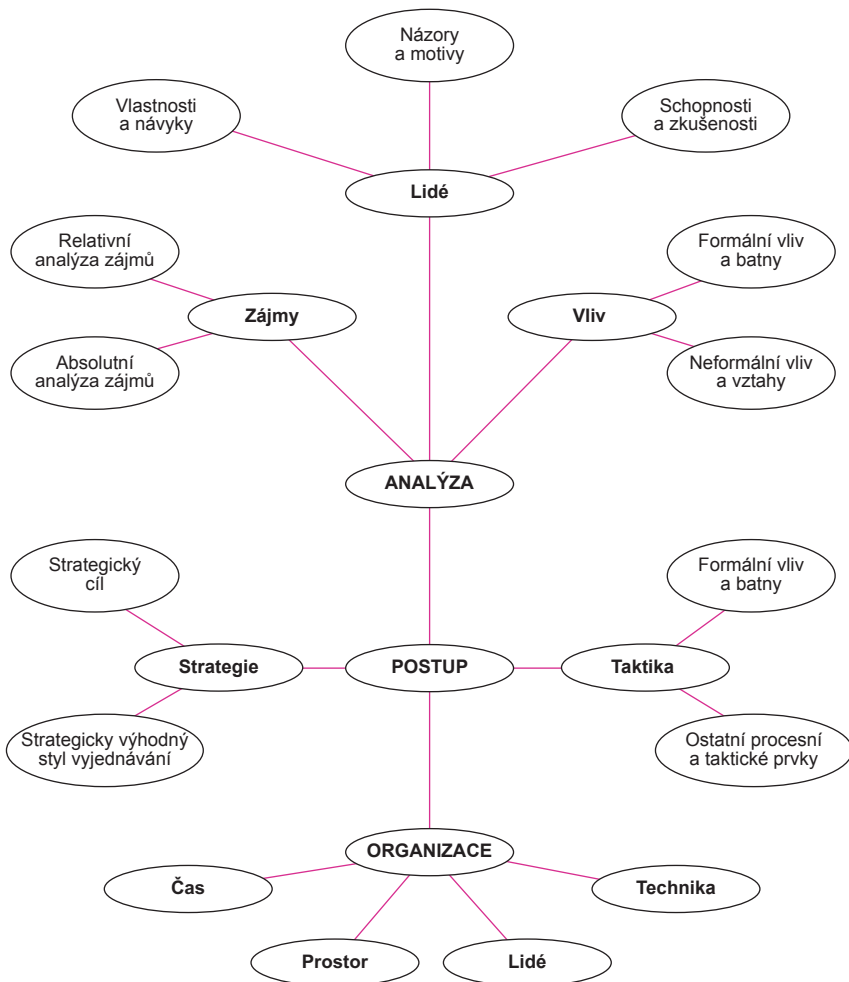 Názory
a motivy
Vlastnosti
a návyky
Schopnosti
a zkušenosti
Lidé
Relativní
analýza zájmů
Formální vliv
a batny
Zájmy
Vliv
Absolutní
analýza zájmů
Neformální vliv
a vztahy
ANALÝZA
Strategický
cíl
Formální vliv
a batny
Strategie
POSTUP
Taktika
Strategicky výhodný
styl vyjednávání
Ostatní procesní
a taktické prvky
ORGANIZACE
Čas
Technika
Prostor
Lidé